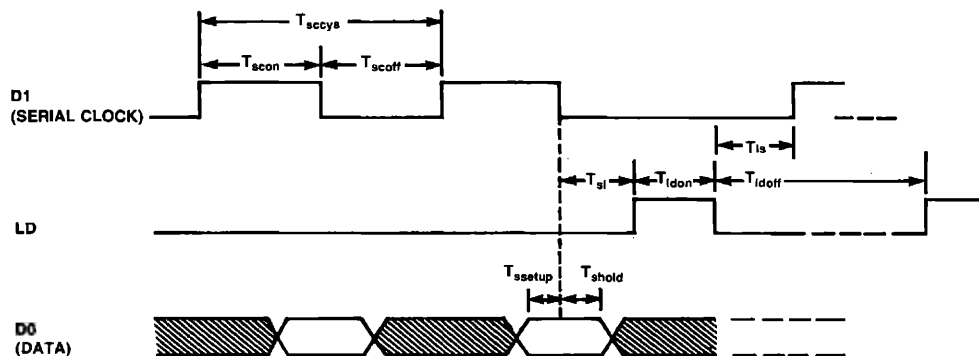 Tsccys
Tscon
Tscoff
D1
(SERIAL CLOCK)
Tls
Tsl
Tldon
Tldoff
LD
Tssetup
Tshold
D0
(DATA)